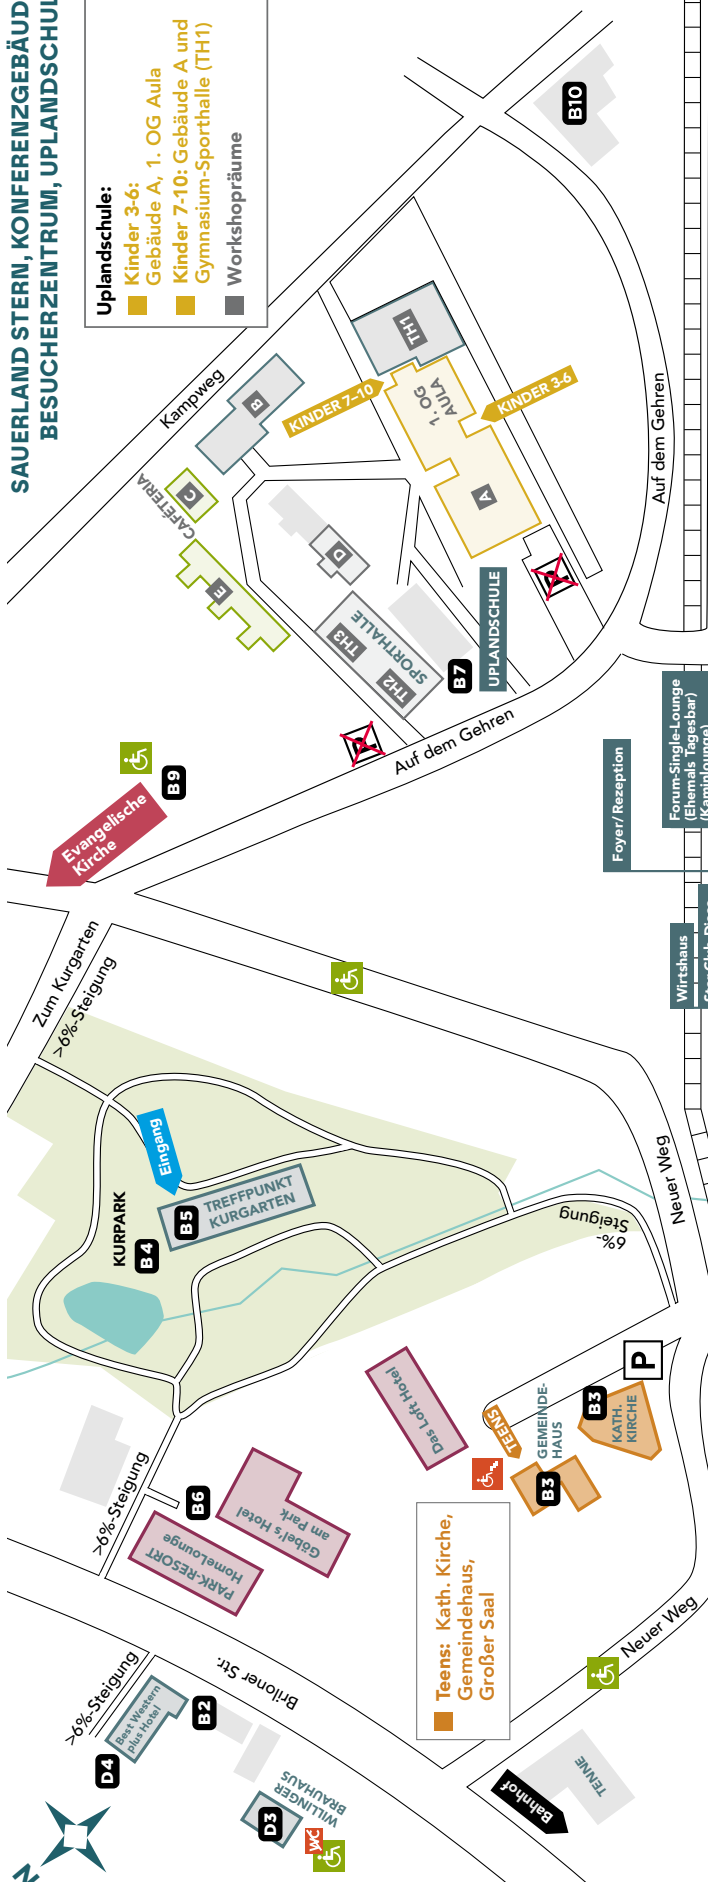 SAUERLAND STERN, KONFERENZGEBÄUD
BESUCHERZENTRUM, UPLANDSCHUL
Uplandschule:
Kinder 3-6:
Gebäude A, 1. OG Aula
Kinder 7-10: Gebäude A und
Gymnasium-Sporthalle (TH1)
Workshopräume
B10
Kampweg
Auf dem Gehren
TH1
1. OG
AULA
KINDER 7–10
KINDER 3-6
A
B
C
CAFÉTERIA
D
E
TH3
TH2
SPORTHALLE
B7
UPLANDSCHULE
Auf dem Gehren
B9
Evangelische
Kirche
Foyer/Rezeption
Forum-Single-Lounge
(Ehemals Tagesbar)
(Kaminlounge)
Wirtshaus
Zum Kurgarten
>6%-Steigung
Eingang
KURPARK
B4
B5
TREFFPUNKT
KURGARTEN
Neuer Weg
6%-
Steigung
P
Das Loft Hotel
TEENS
GEMEINDE-
HAUS
B3
B3
KATH.
KIRCHE
>6%-Steigung
B6
Göbel's Hotel
am Park
PARK-RESORT
HomeLounge
Teens: Kath. Kirche,
Gemeindehaus,
Großer Saal
Neuer Weg
Briloner Str.
>6%-Steigung
Best Western
plus Hotel
B2
D4
D3
WILLINGER
BRAUHAUS
WC
Bahnhof
TENNE
N